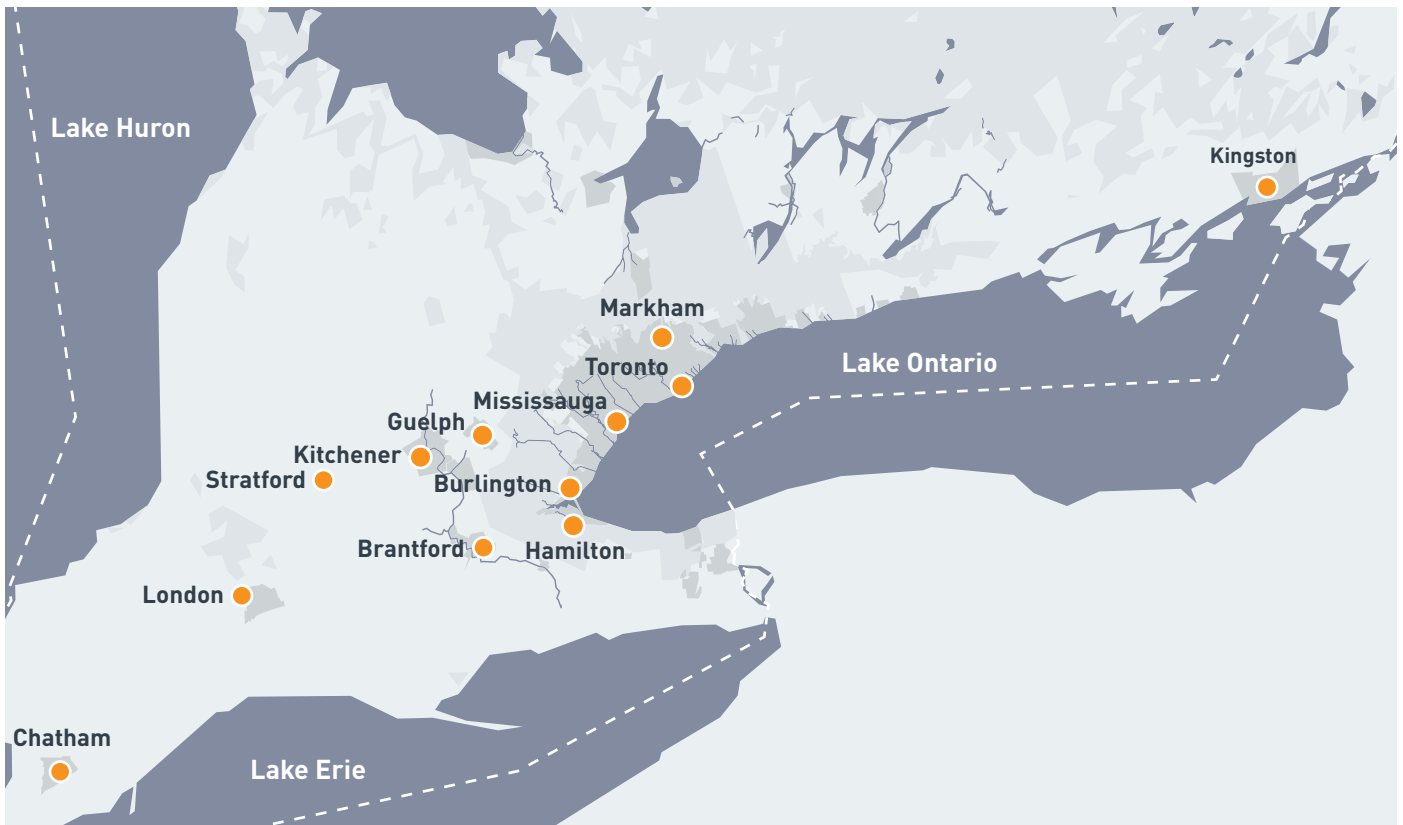 Lake Huron
Kingston
Markham
Lake Ontario
Toronto
Mississauga
Guelph
Kitchener
Stratford
Burlington
Brantford
Hamilton
London
Chatham
Lake Erie